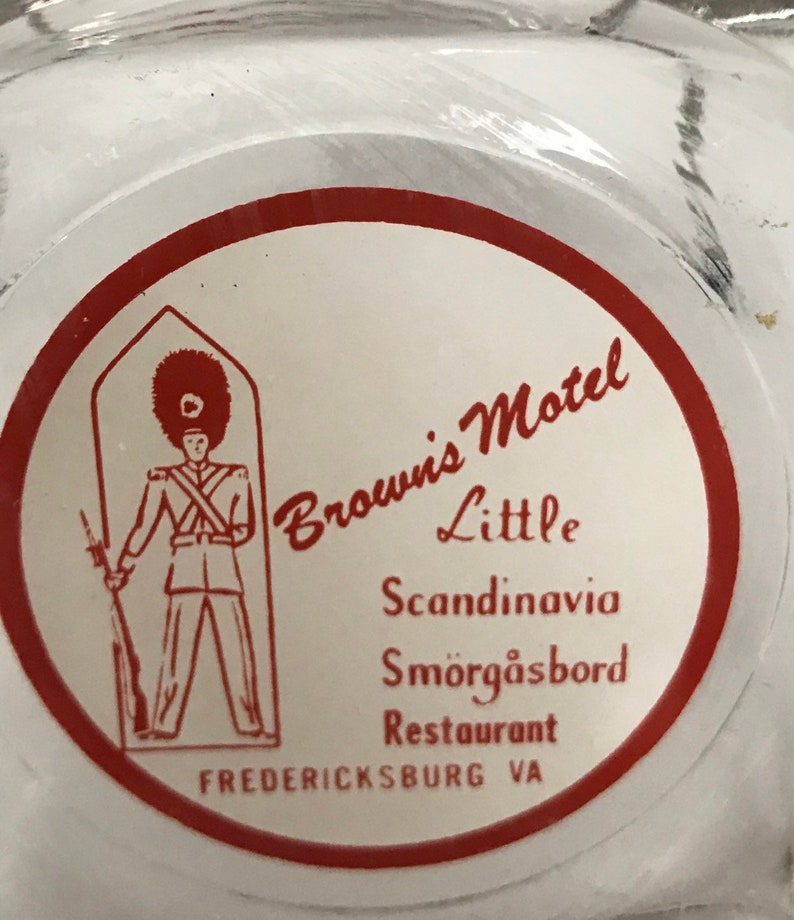 Brown's Motel
Little
Scandinavia
Smörgåsbord
Restaurant
FREDERICKSBURG VA